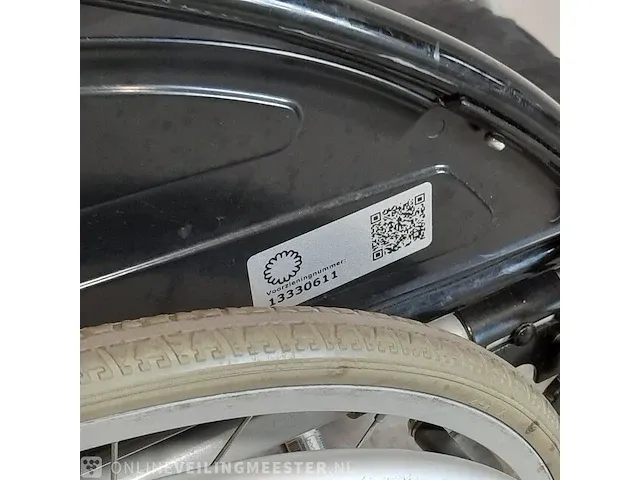 Voorzieningnummer:
13330611
ONLINEVEILINGMEESTER.NL